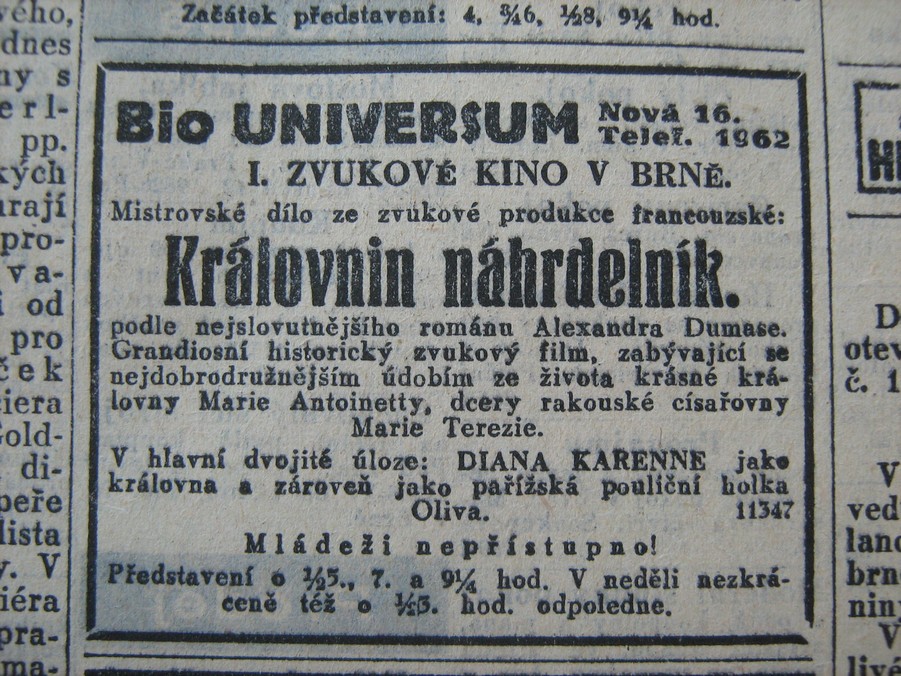 Začátek představení: 4, ¾6, ½8, 9¼ hod.
Bio UNIVERSUM Nová 16.
Telef. 1962
I. ZVUKOVÉ KINO V BRNĚ.
Mistrovské dílo ze zvukové produkce francouzské:
Královnin náhrdelník.
podle nejslovutnějšího románu Alexandra Dumase.
Grandiosní historický zvukový film, zabývající se
nejdobrodružnějším údobím ze života krásné krá-
lovny Marie Antoinetty, dcery rakouské císařovny
Marie Terezie.
V hlavní dvojité úloze: DIANA KARENNE jako
královna a zároveň jako pařížská pouliční holka
Oliva. 11347
Mládeži nepřístupno!
Představení o ½5., 7. a 9¼ hod. V neděli nezkrá-
ceně též o ½3. hod. odpoledne.